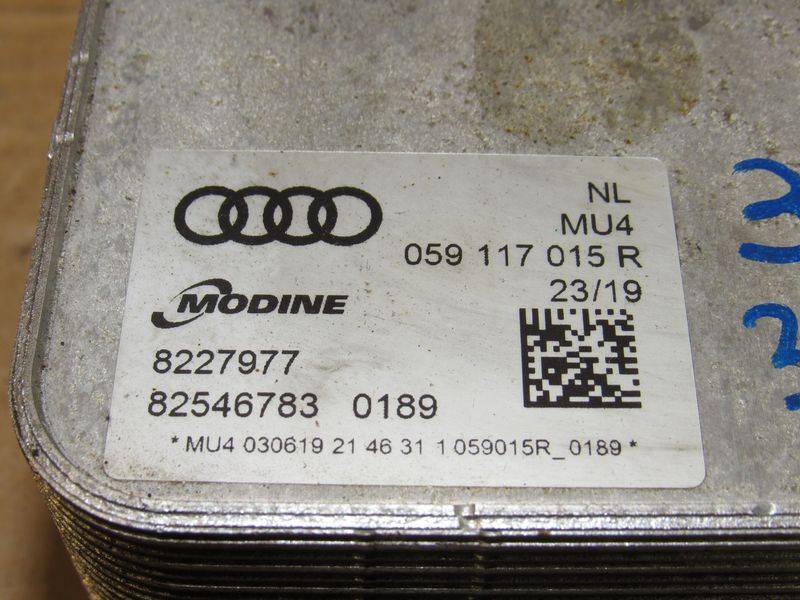 NL
MU4
059 117 015 R
23/19
MODINE
8227977
82546783 0189
* MU4 030619 21 46 31 1 059015R_0189 *